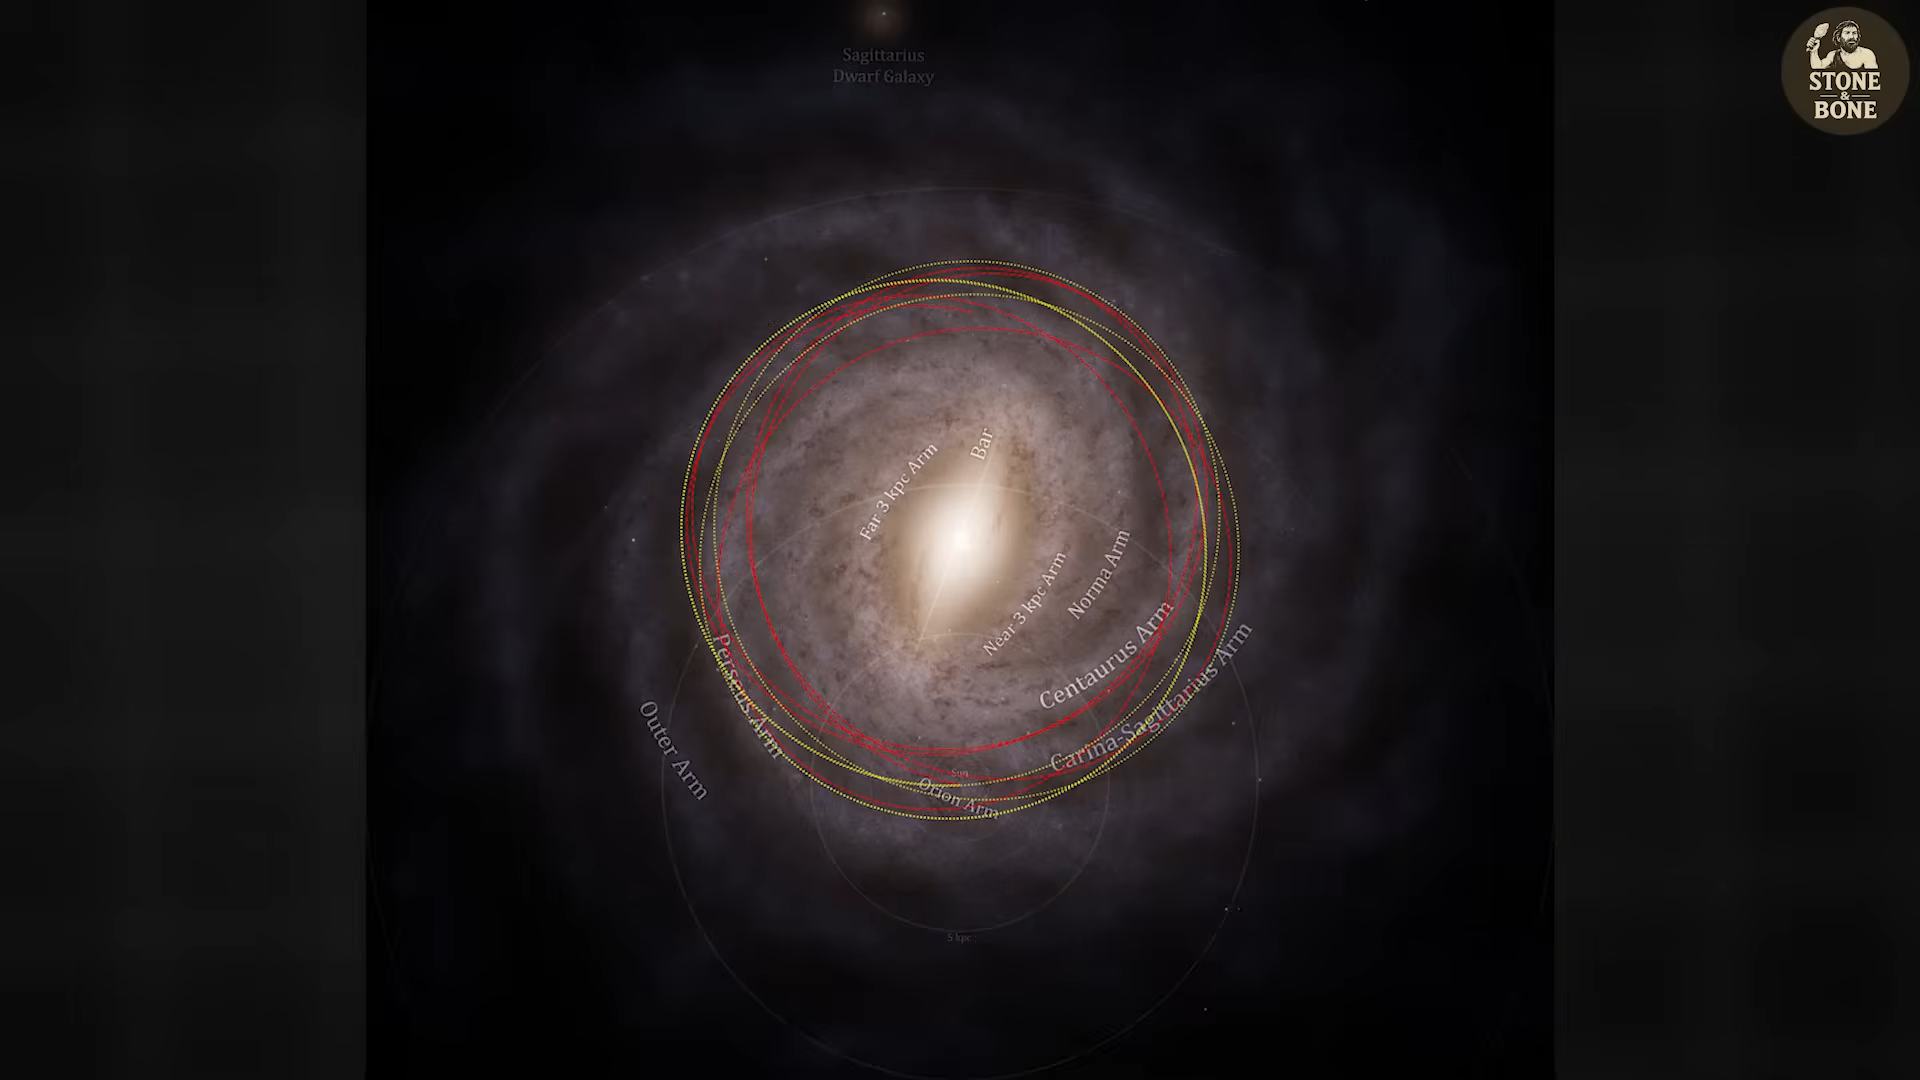 Sagittarius
Dwarf Galaxy
STONE
&
BONE
Bar
Far 3 kpc Arm
Norma Arm
Near 3 kpc Arm
Centaurus Arm
Carina-Sagittarius Arm
Perseus Arm
Outer Arm
Sun
Orion Arm
5 kpc